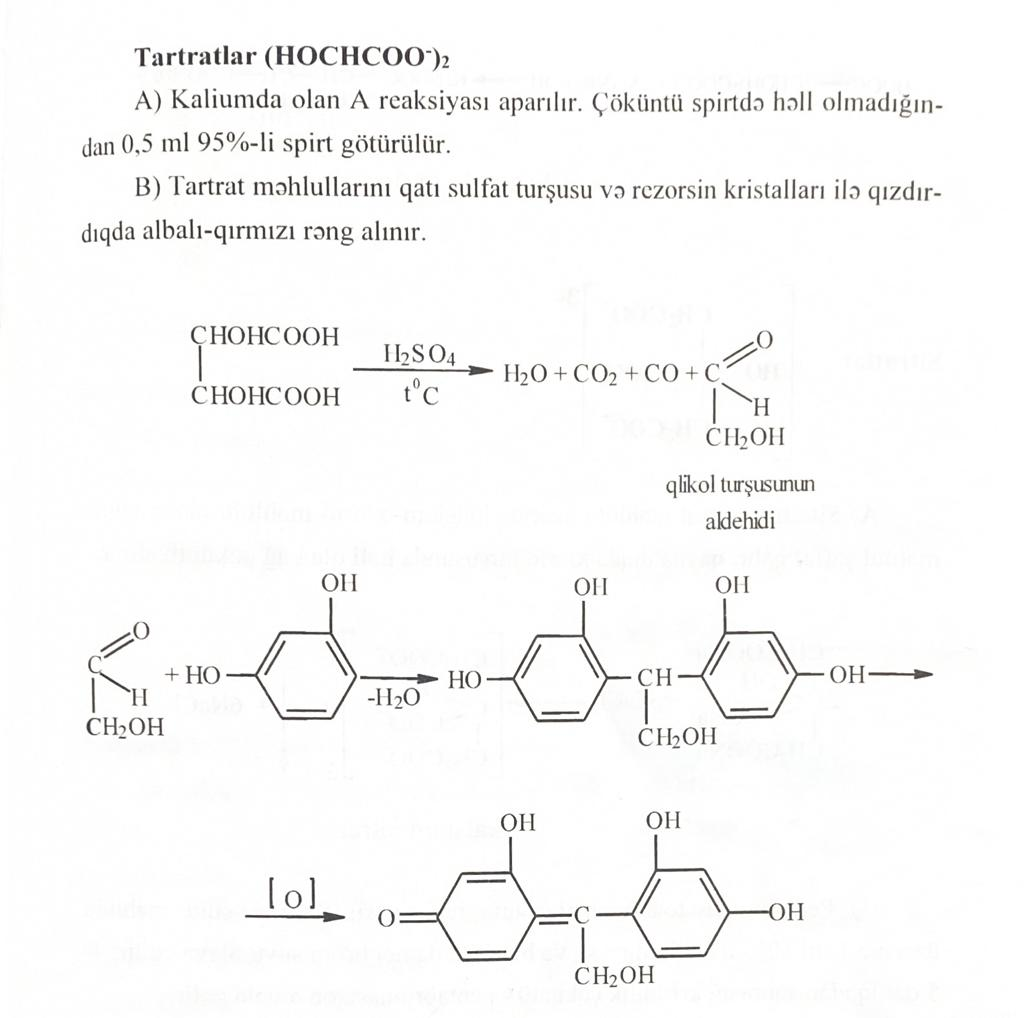 Tartratlar (HOCHCOO⁻)₂
A) Kaliumda olan A reaksiyası aparılır. Çöküntü spirtdə həll olmadığın-
dan 0,5 ml 95%-li spirt götürülür.
B) Tartrat məhlullarını qatı sulfat turşusu və rezorsin kristalları ilə qızdır-
dıqda albalı-qırmızı rəng alınır.
CHOHCOOH
CHOHCOOH
H₂SO₄
t⁰C
H₂O + CO₂ + CO + C
O
H
CH₂OH
qlikol turşusunun
aldehidi
C
O
H
CH₂OH
+ HO
OH
-H₂O
HO
OH
CH
CH₂OH
OH
OH
[o]
O
OH
C
CH₂OH
OH
OH